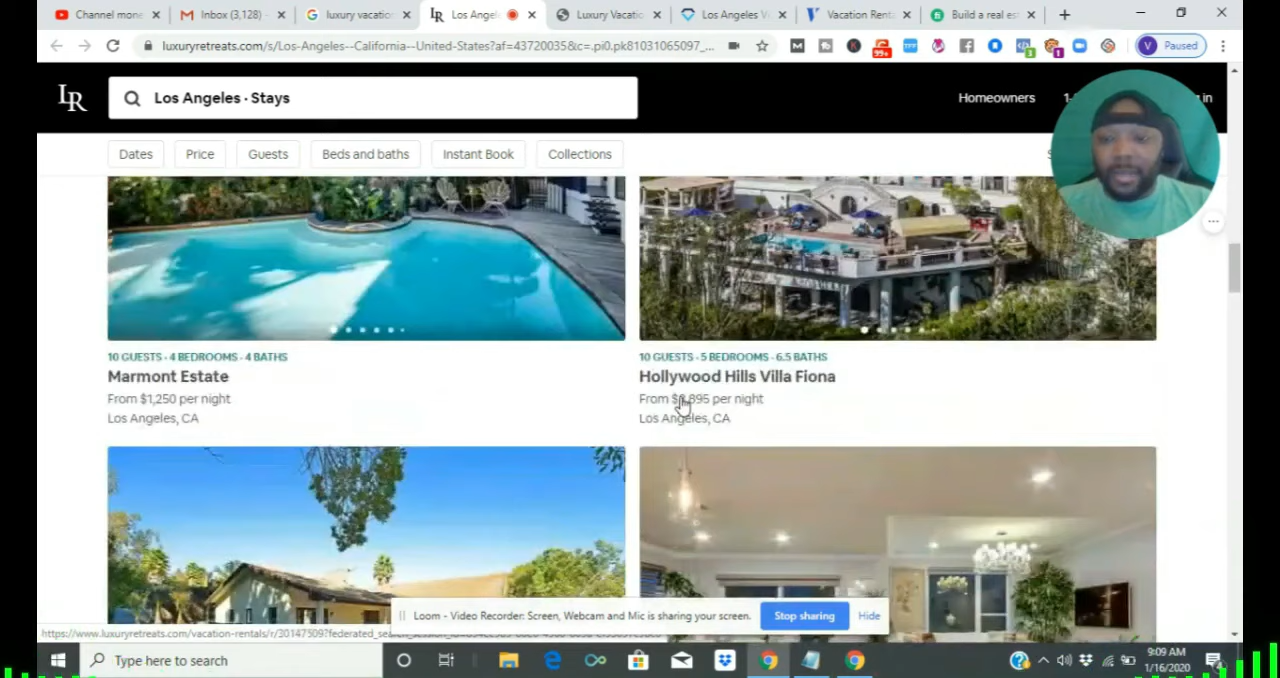 Channel mone
Inbox (3,128) -
luxury vacatio
Los Angel
Luxury Vacatic
Los Angeles V
Vacation Rent
Build a real es
luxuryretreats.com/s/Los-Angeles--California--United-States?af=43720035&c=.pi0.pk81031065097_...
Paused
LR
Los Angeles · Stays
Homeowners
in
Dates
Price
Guests
Beds and baths
Instant Book
Collections
10 GUESTS · 4 BEDROOMS · 4 BATHS
Marmont Estate
From $1,250 per night
Los Angeles, CA
10 GUESTS · 5 BEDROOMS · 6.5 BATHS
Hollywood Hills Villa Fiona
From per night
Los Angeles, CA
Loom - Video Recorder: Screen, Webcam and Mic is sharing your screen.
Stop sharing
Hide
Type here to search
9:09 AM
1/16/2020